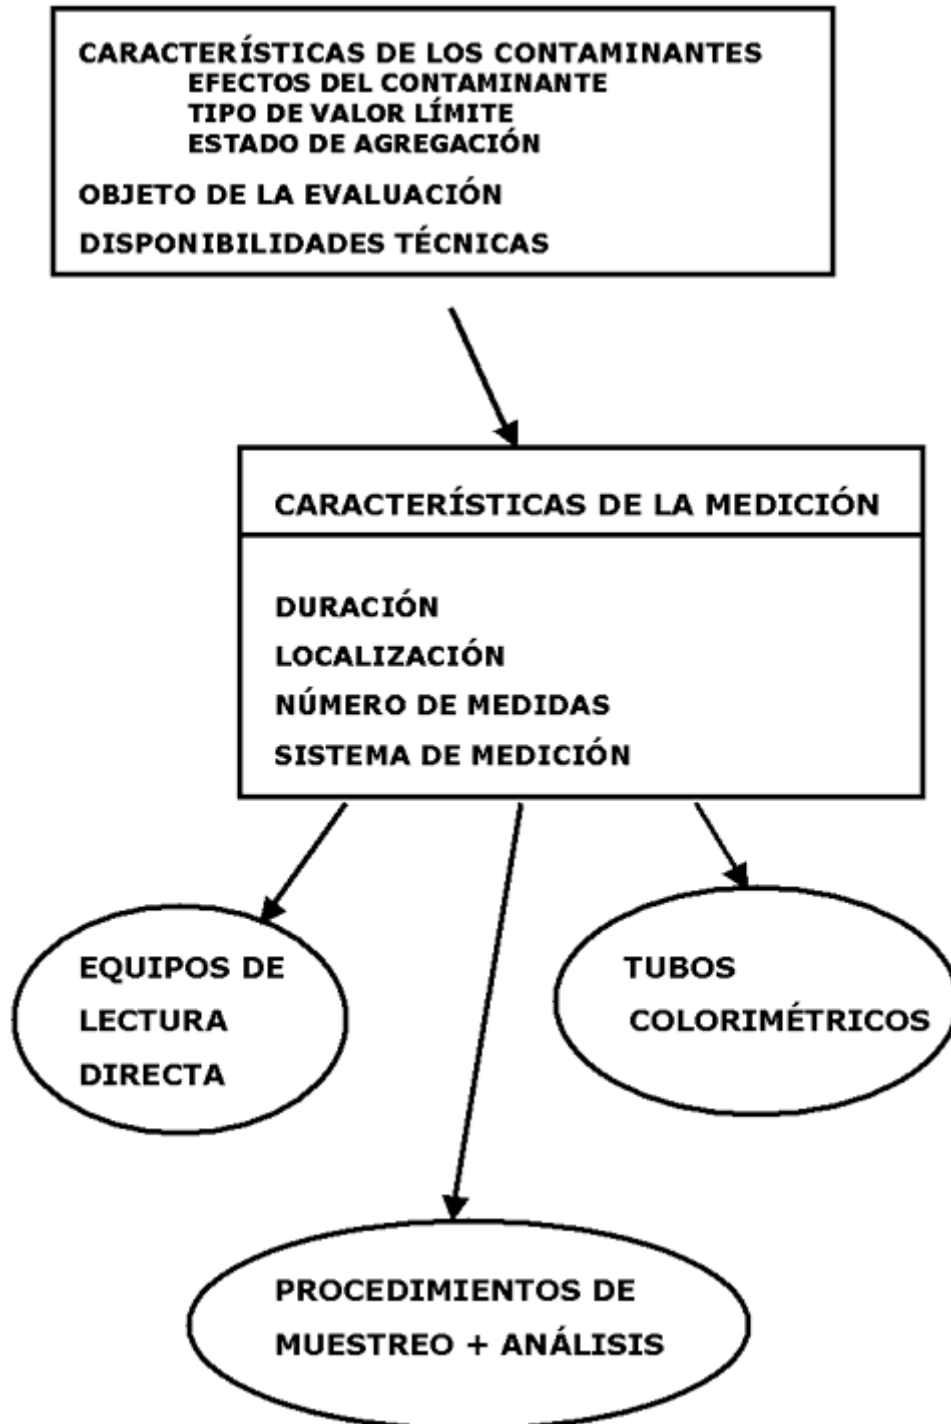 CARACTERÍSTICAS DE LOS CONTAMINANTES
EFECTOS DEL CONTAMINANTE
TIPO DE VALOR LÍMITE
ESTADO DE AGREGACIÓN
OBJETO DE LA EVALUACIÓN
DISPONIBILIDADES TÉCNICAS
CARACTERÍSTICAS DE LA MEDICIÓN
DURACIÓN
LOCALIZACIÓN
NÚMERO DE MEDIDAS
SISTEMA DE MEDICIÓN
EQUIPOS DE
LECTURA
DIRECTA
TUBOS
COLORIMÉTRICOS
PROCEDIMIENTOS DE
MUESTREO + ANÁLISIS